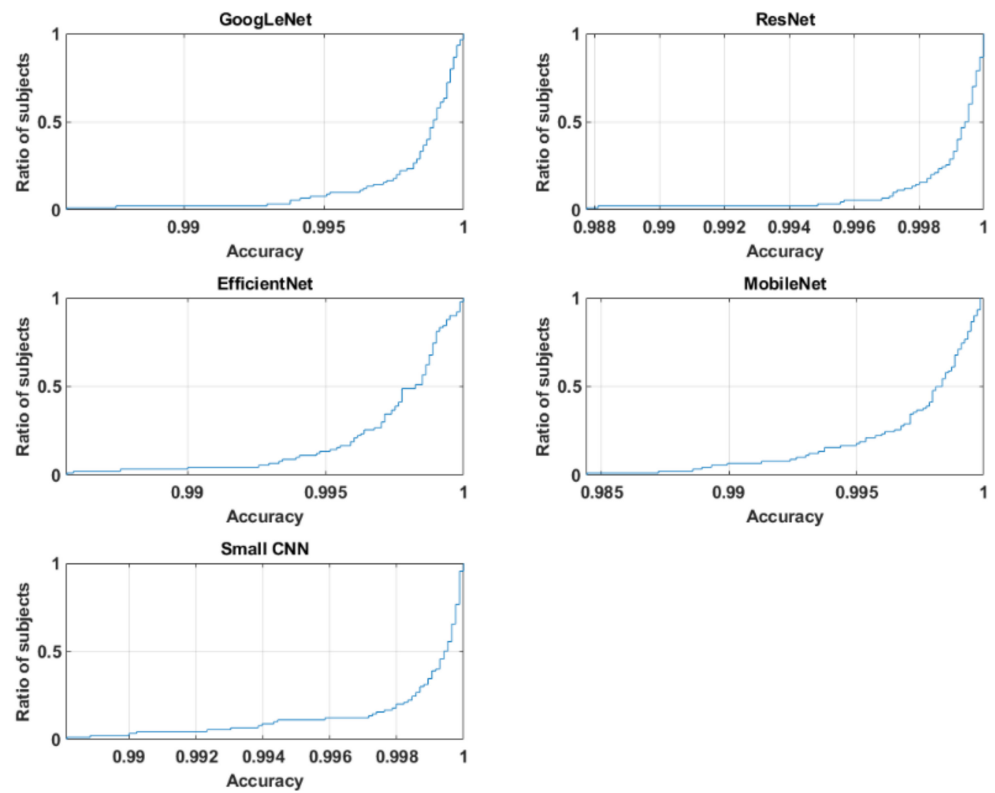 GoogLeNet
1
0.5
0
Ratio of subjects
0.99 0.995 1
Accuracy
ResNet
1
0.5
0
Ratio of subjects
0.988 0.99 0.992 0.994 0.996 0.998 1
Accuracy
EfficientNet
1
0.5
0
Ratio of subjects
0.99 0.995 1
Accuracy
MobileNet
1
0.5
0
Ratio of subjects
0.985 0.99 0.995 1
Accuracy
Small CNN
1
0.5
0
Ratio of subjects
0.99 0.992 0.994 0.996 0.998 1
Accuracy